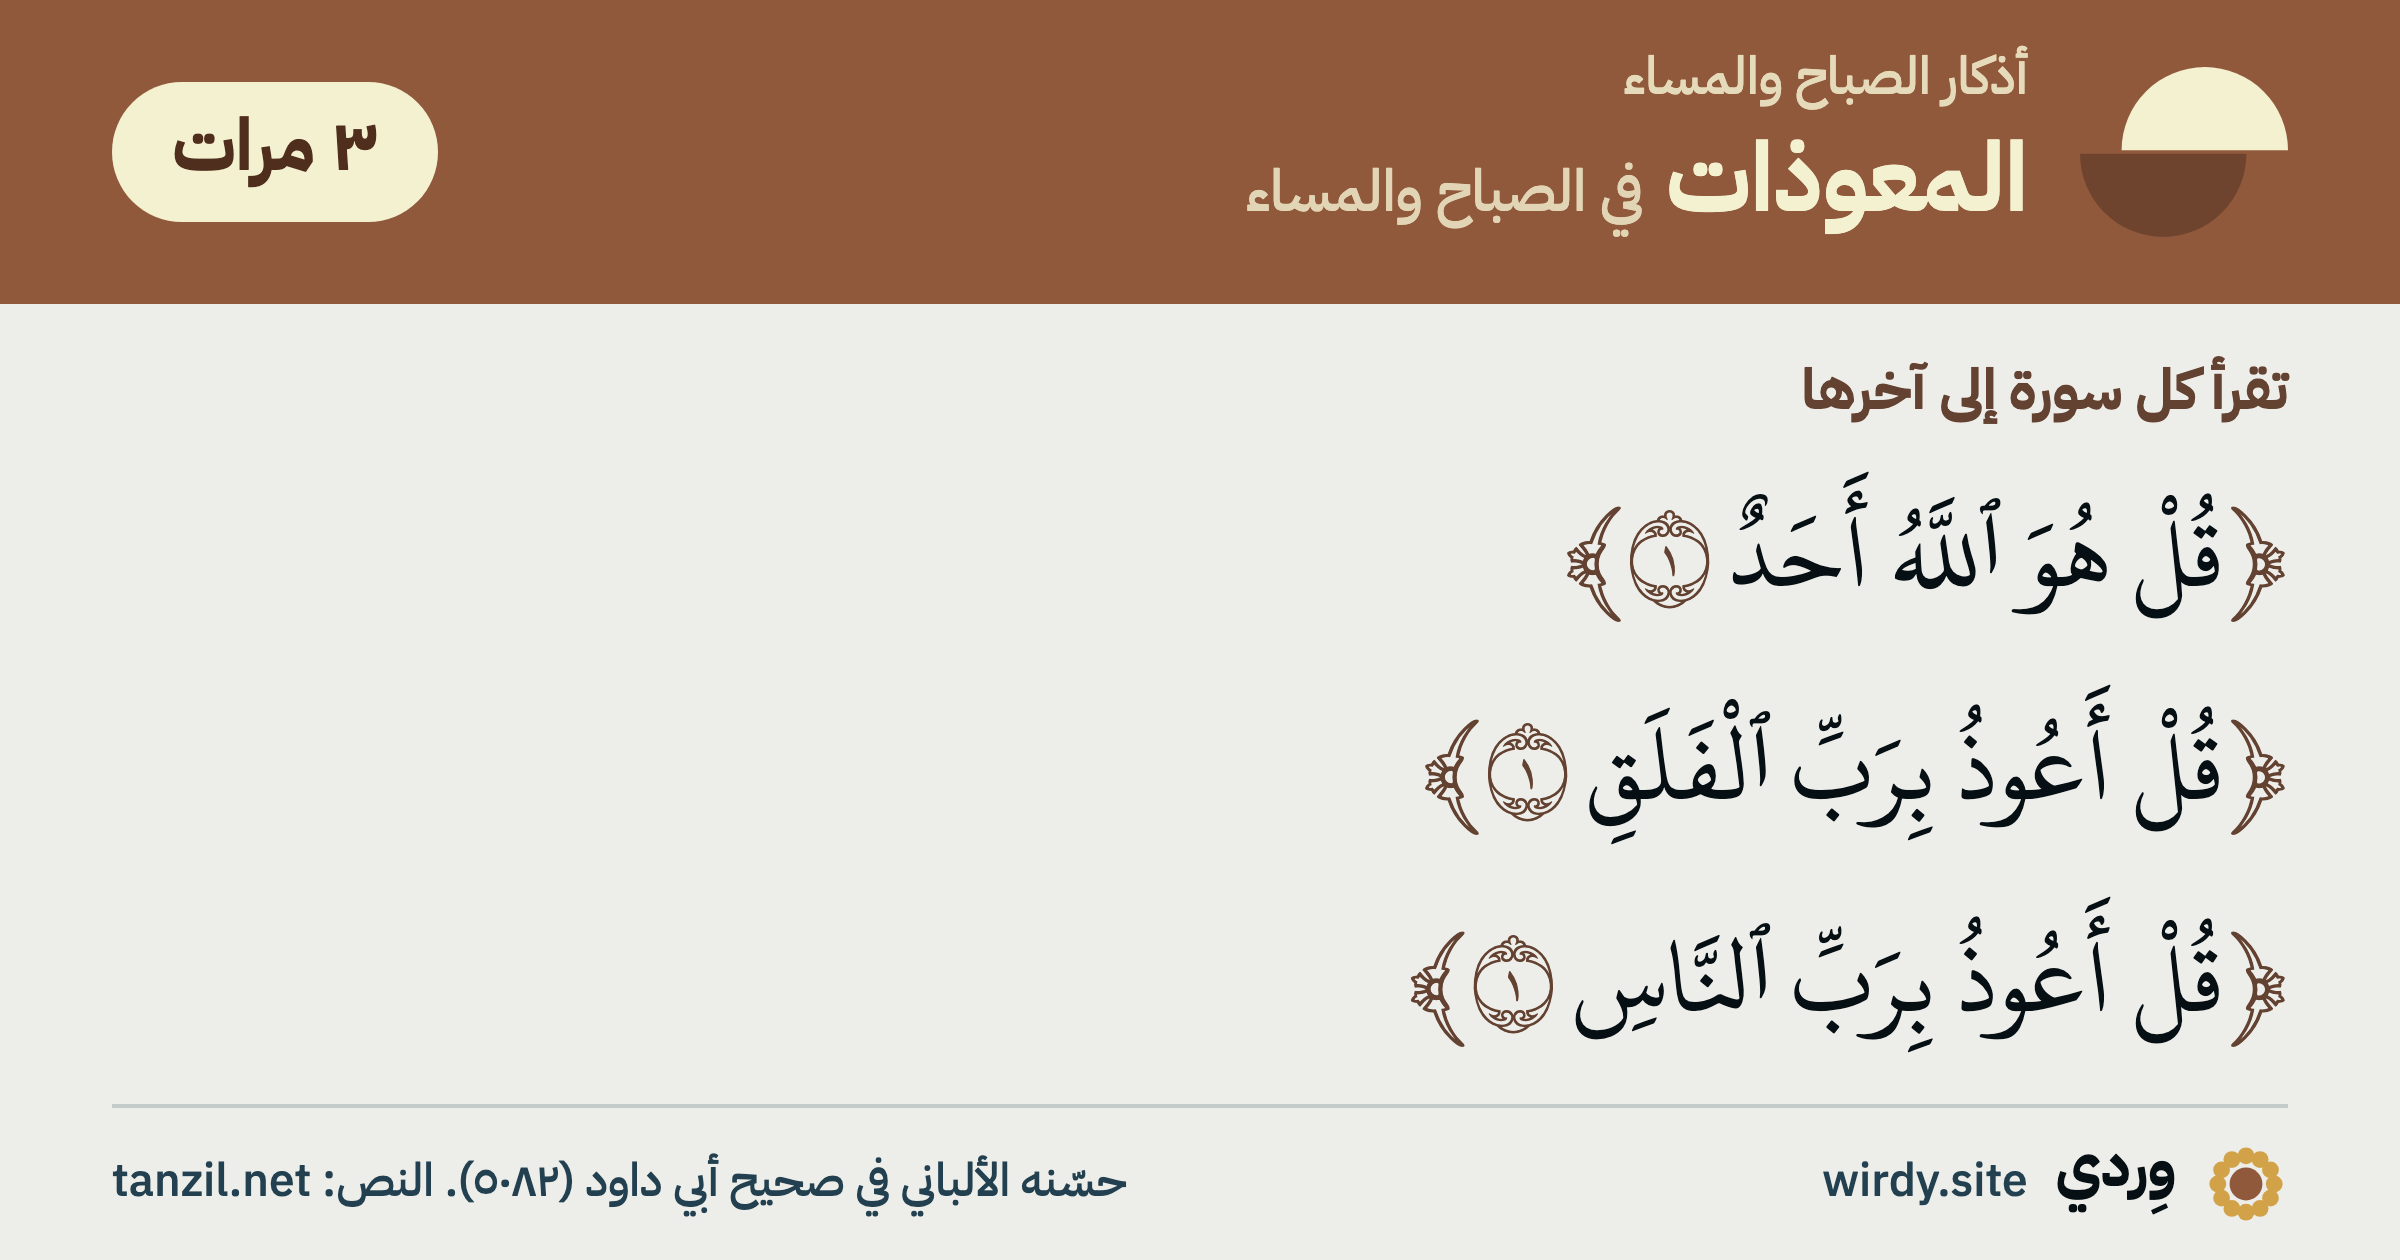 أذكار الصباح والمساء
المعوذات في الصباح والمساء
٣ مرات
تقرأ كل سورة إلى آخرها
﴿قُلْ هُوَ ٱللَّهُ أَحَدٌ ١﴾
﴿قُلْ أَعُوذُ بِرَبِّ ٱلْفَلَقِ ١﴾
﴿قُلْ أَعُوذُ بِرَبِّ ٱلنَّاسِ ١﴾
وِردي wirdy.site
حسّنه الألباني في صحيح أبي داود (٥٠٨٢). النص: tanzil.net